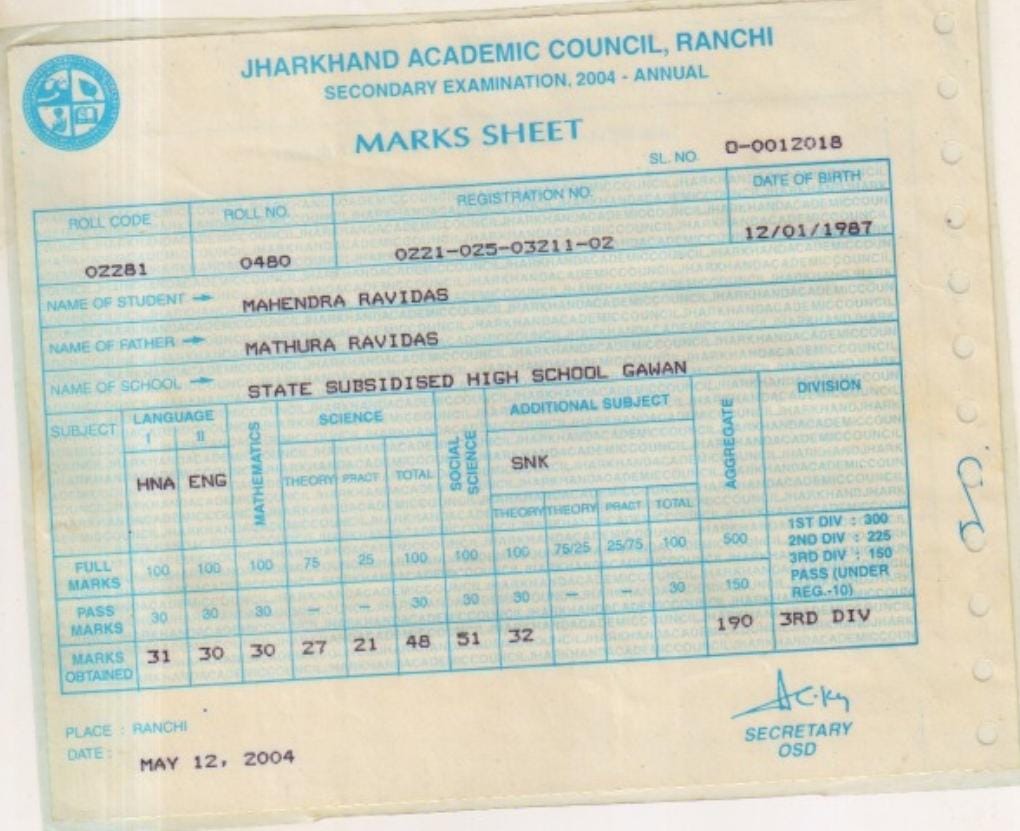 JHARKHAND ACADEMIC COUNCIL, RANCHI
SECONDARY EXAMINATION, 2004 - ANNUAL
MARKS SHEET
SL. NO. D-0012018
ROLL CODE ROLL NO. REGISTRATION NO. DATE OF BIRTH
02281 0480 0221-025-03211-02 12/01/1987
NAME OF STUDENT → MAHENDRA RAVIDAS
NAME OF FATHER → MATHURA RAVIDAS
NAME OF SCHOOL → STATE SUBSIDISED HIGH SCHOOL GAWAN
SUBJECT LANGUAGE MATHEMATICS SCIENCE SOCIAL SCIENCE ADDITIONAL SUBJECT AGGREGATE DIVISION
I II
HNA ENG THEORY PRACT TOTAL SNK
THEORY THEORY PRACT TOTAL
FULL MARKS 100 100 100 75 25 100 100 100 75/25 25/75 100 500
1ST DIV : 300
2ND DIV : 225
3RD DIV : 150
PASS (UNDER
REG.-10)
PASS MARKS 30 30 30 — — 30 30 30 — — 30 150
MARKS OBTAINED 31 30 30 27 21 48 51 32 190 3RD DIV
PLACE : RANCHI
DATE : MAY 12, 2004
SECRETARY
OSD